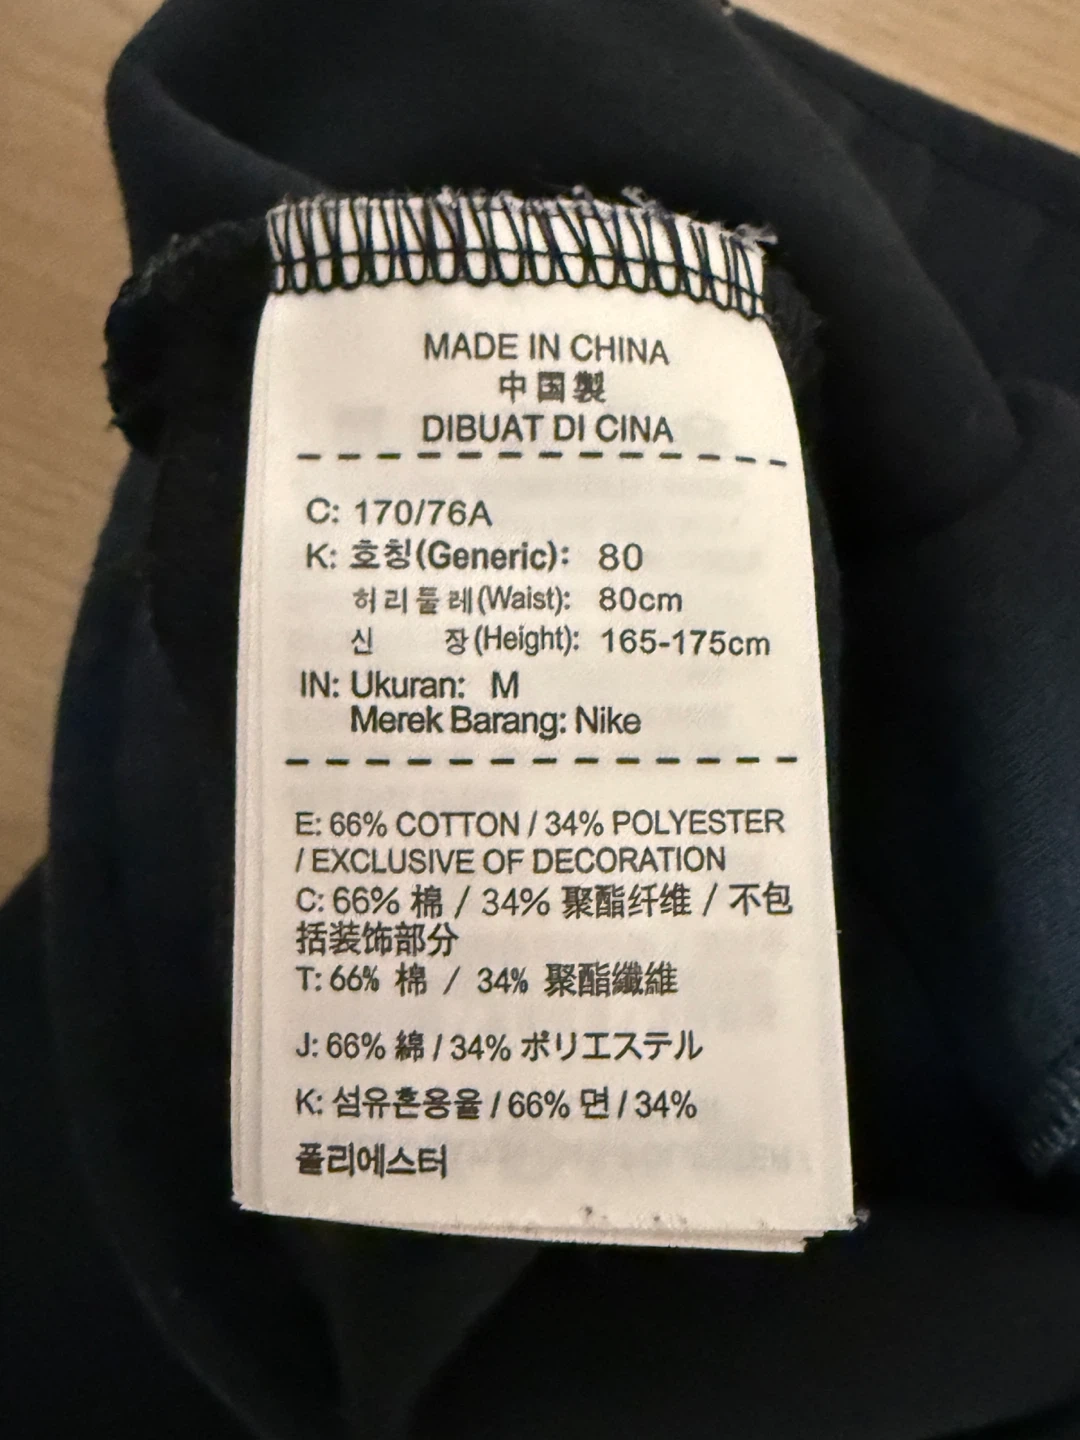 MADE IN CHINA
中国製
DIBUAT DI CINA
C: 170/76A
K: 호칭(Generic): 80
허리둘레(Waist): 80cm
신 장(Height): 165-175cm
IN: Ukuran: M
Merek Barang: Nike
E: 66% COTTON / 34% POLYESTER
/ EXCLUSIVE OF DECORATION
C: 66% 棉 / 34% 聚酯纤维 / 不包
括装饰部分
T: 66% 棉 / 34% 聚酯纖維
J: 66% 綿 / 34% ポリエステル
K: 섬유혼용율 / 66% 면 / 34%
폴리에스터